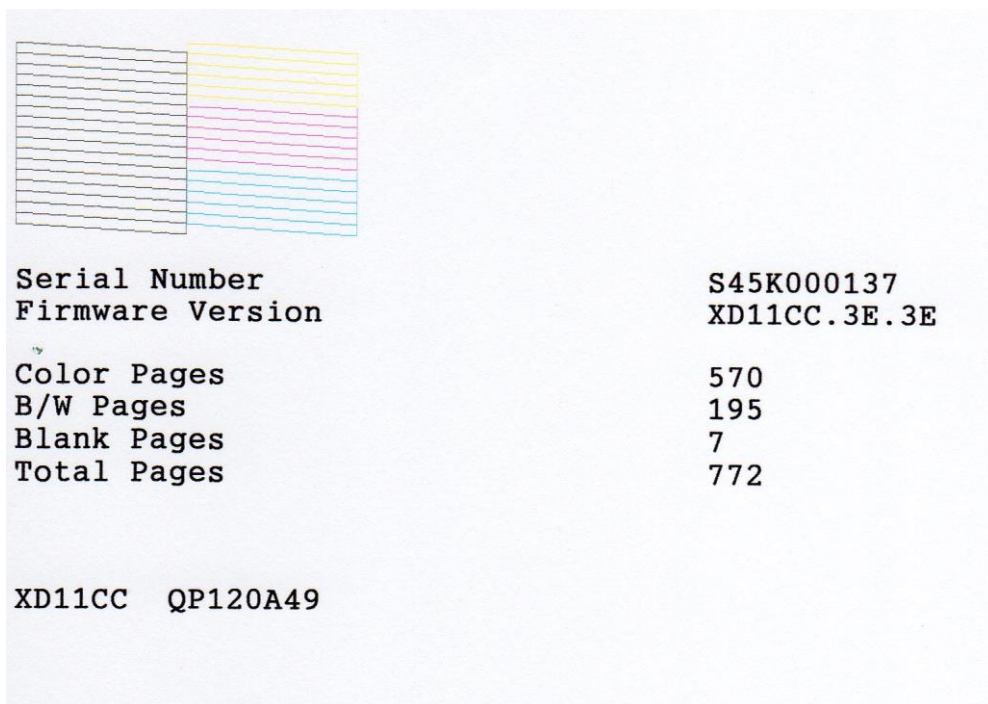 Serial Number S45K000137
Firmware Version XD11CC.3E.3E
Color Pages 570
B/W Pages 195
Blank Pages 7
Total Pages 772
XD11CC QP120A49